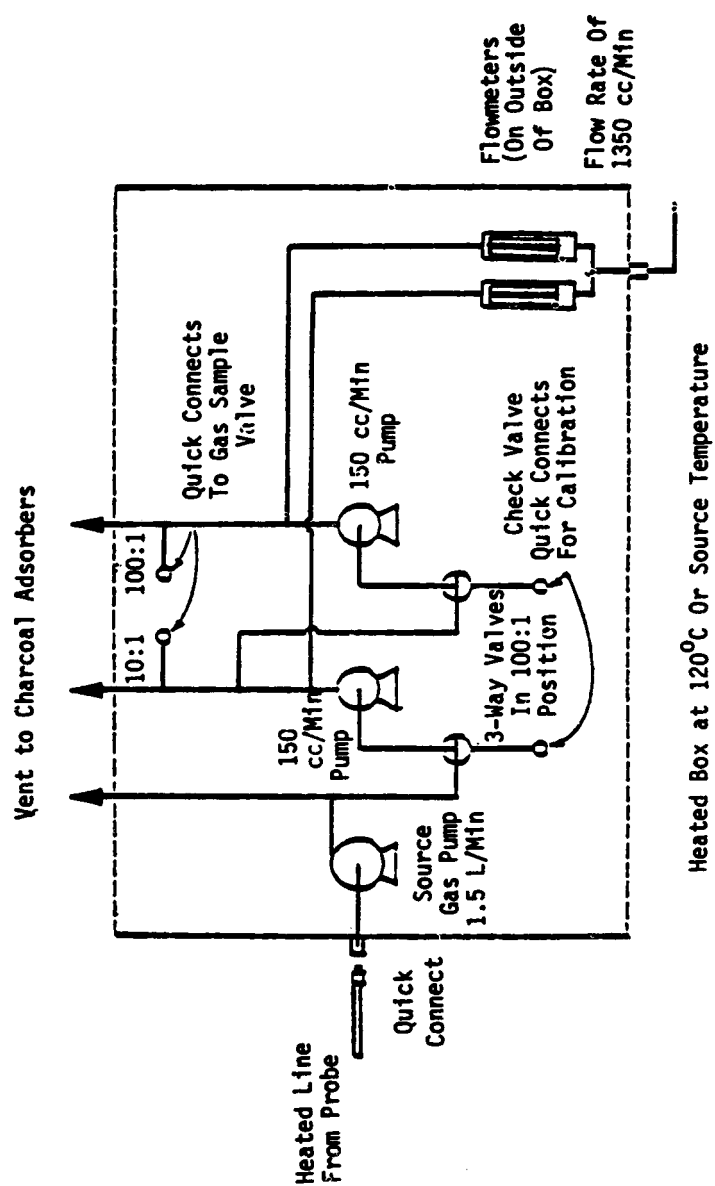 Vent to Charcoal Adsorbers
10:1
100:1
Quick Connects
To Gas Sample
Valve
150
cc/Min
Pump
150 cc/Min
Pump
Flowmeters
(On Outside
Of Box)
Flow Rate Of
1350 cc/Min
Heated Line
From Probe
Quick
Connect
Source
Gas Pump
1.5 L/Min
3-Way Valves
In 100:1
Position
Check Valve
Quick Connects
For Calibration
Heated Box at 120⁰C Or Source Temperature